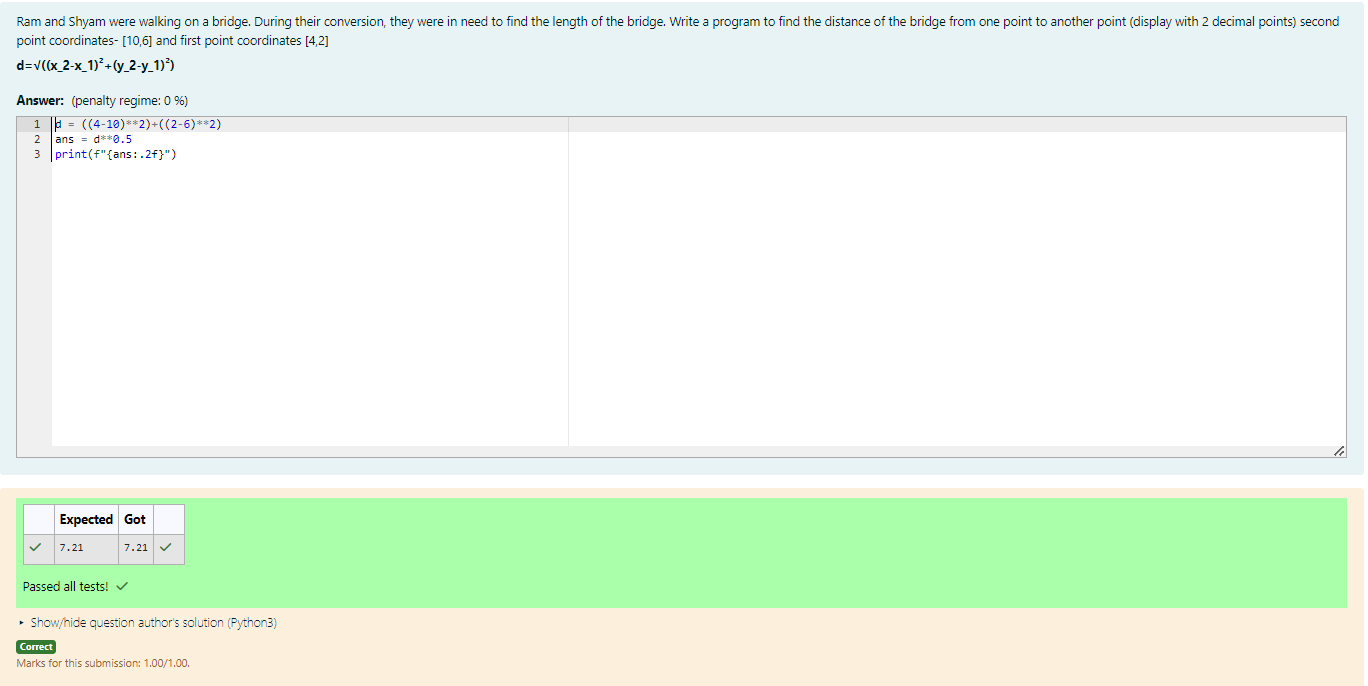 Ram and Shyam were walking on a bridge. During their conversion, they were in need to find the length of the bridge. Write a program to find the distance of the bridge from one point to another point (display with 2 decimal points) second
point coordinates- [10,6] and first point coordinates [4,2]
d=√((x_2-x_1)²+(y_2-y_1)²)
Answer: (penalty regime: 0 %)
1 d = ((4-10)**2)+((2-6)**2)
2 ans = d**0.5
3 print(f"{ans:.2f}")
Expected Got
7.21 7.21
Passed all tests!
Show/hide question author's solution (Python3)
Correct
Marks for this submission: 1.00/1.00.